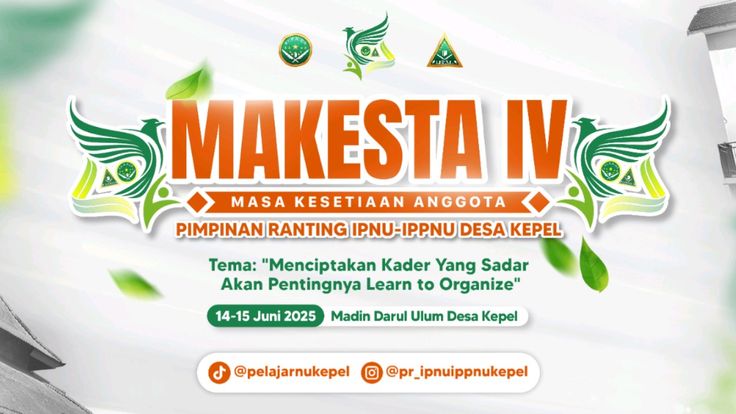 MAKESTA IV
MASA KESETIAAN ANGGOTA
PIMPINAN RANTING IPNU-IPPNU DESA KEPEL
Tema: "Menciptakan Kader Yang Sadar
Akan Pentingnya Learn to Organize"
14-15 Juni 2025 Madin Darul Ulum Desa Kepel
@pelajarnukepel @pr_ipnuippnukepel